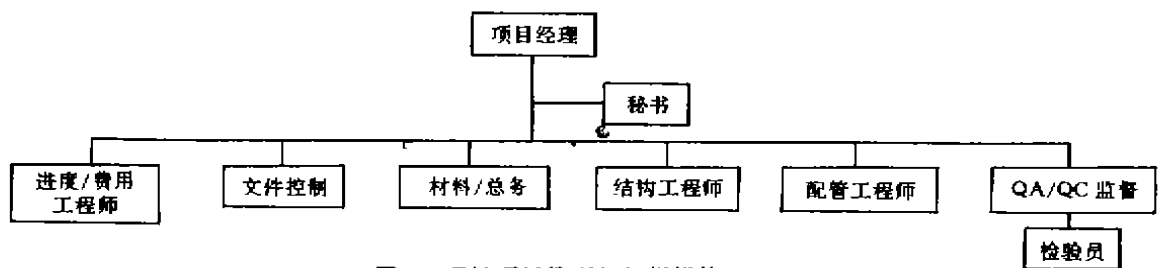 项目经理
秘书
进度/费用
工程师
文件控制
材料/总务
结构工程师
配管工程师
QA/QC 监督
检验员